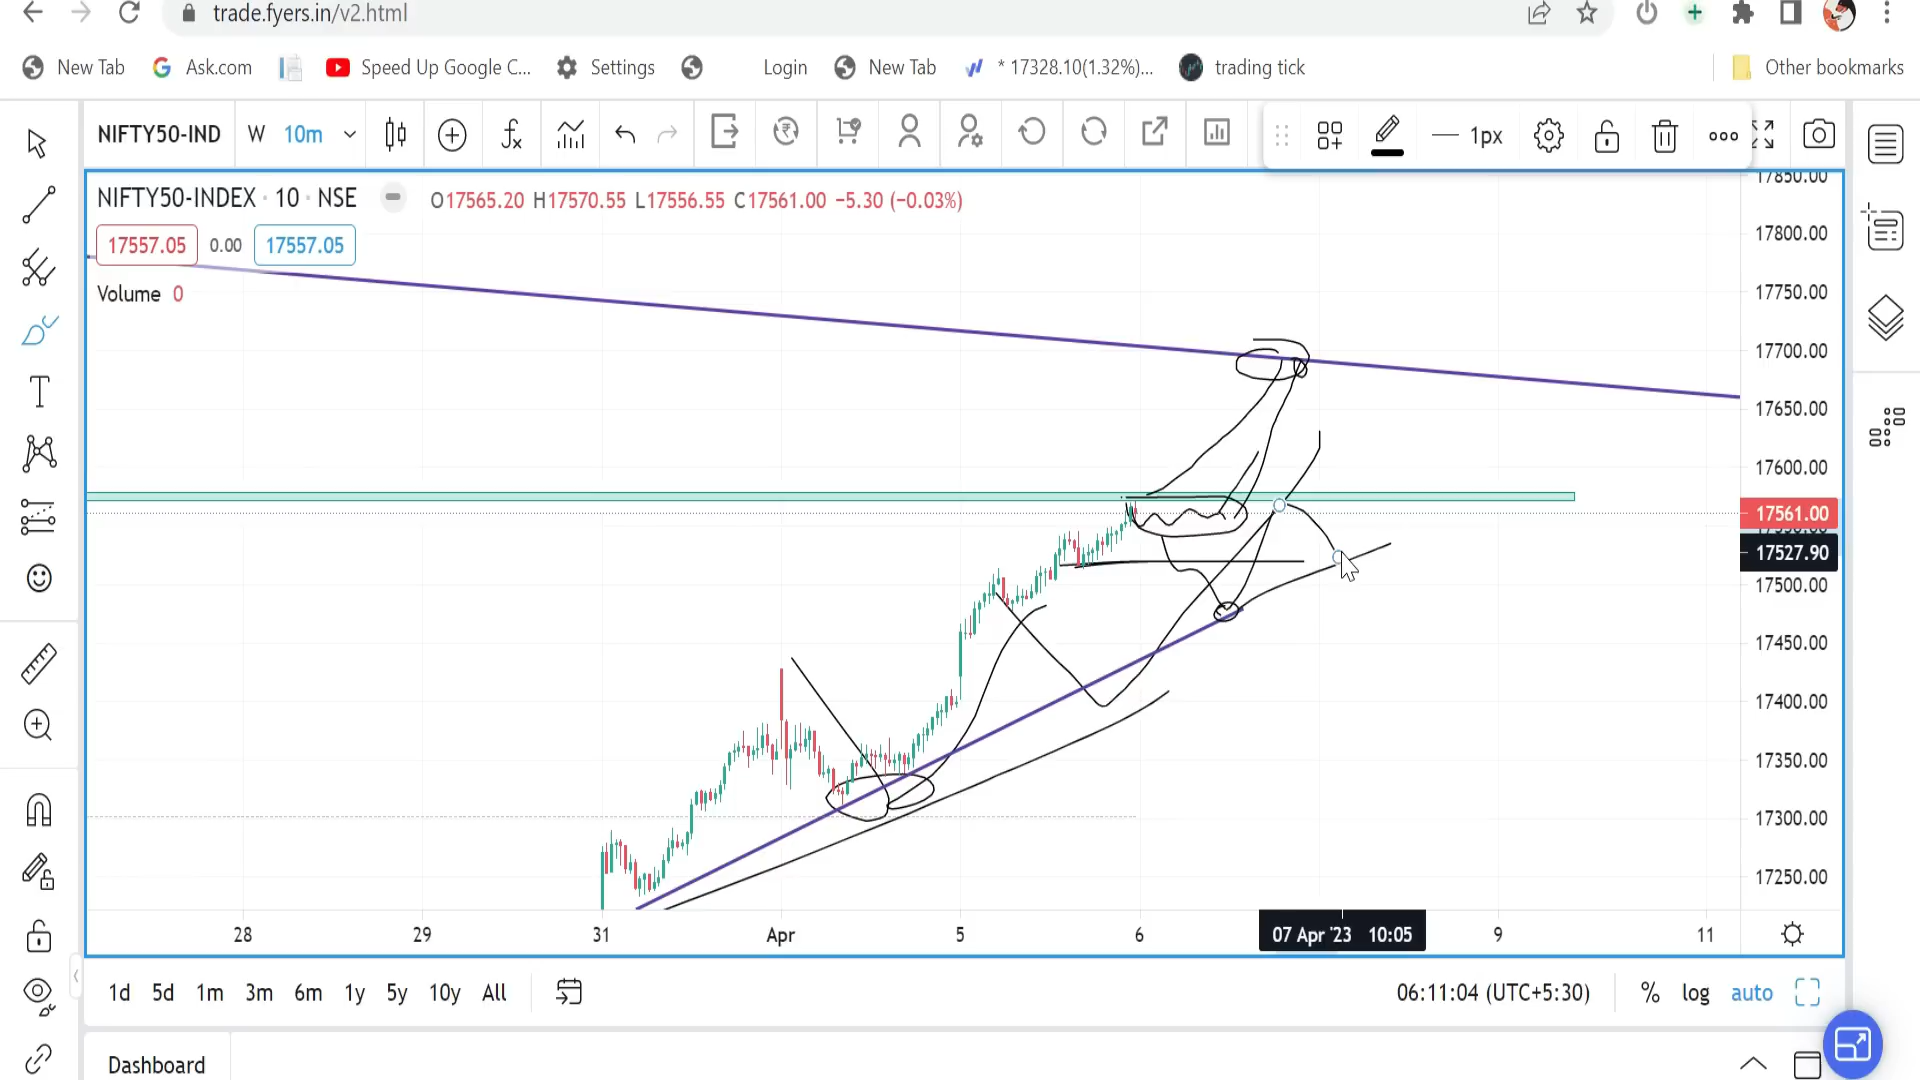 trade.fyers.in/v2.html
New Tab
Ask.com
Speed Up Google C...
Settings
Login
New Tab
* 17328.10(1.32%)...
trading tick
Other bookmarks
NIFTY50-IND
W
10m
1px
NIFTY50-INDEX · 10 · NSE
O17565.20 H17570.55 L17556.55 C17561.00 −5.30 (−0.03%)
17557.05 0.00 17557.05
Volume 0
17850.00
17800.00
17750.00
17700.00
17650.00
17600.00
17561.00
17527.90
17500.00
17450.00
17400.00
17350.00
17300.00
17250.00
28 29 31 Apr 5 6 07 Apr '23 10:05 9 11
1d 5d 1m 3m 6m 1y 5y 10y All
06:11:04 (UTC+5:30) % log auto
Dashboard